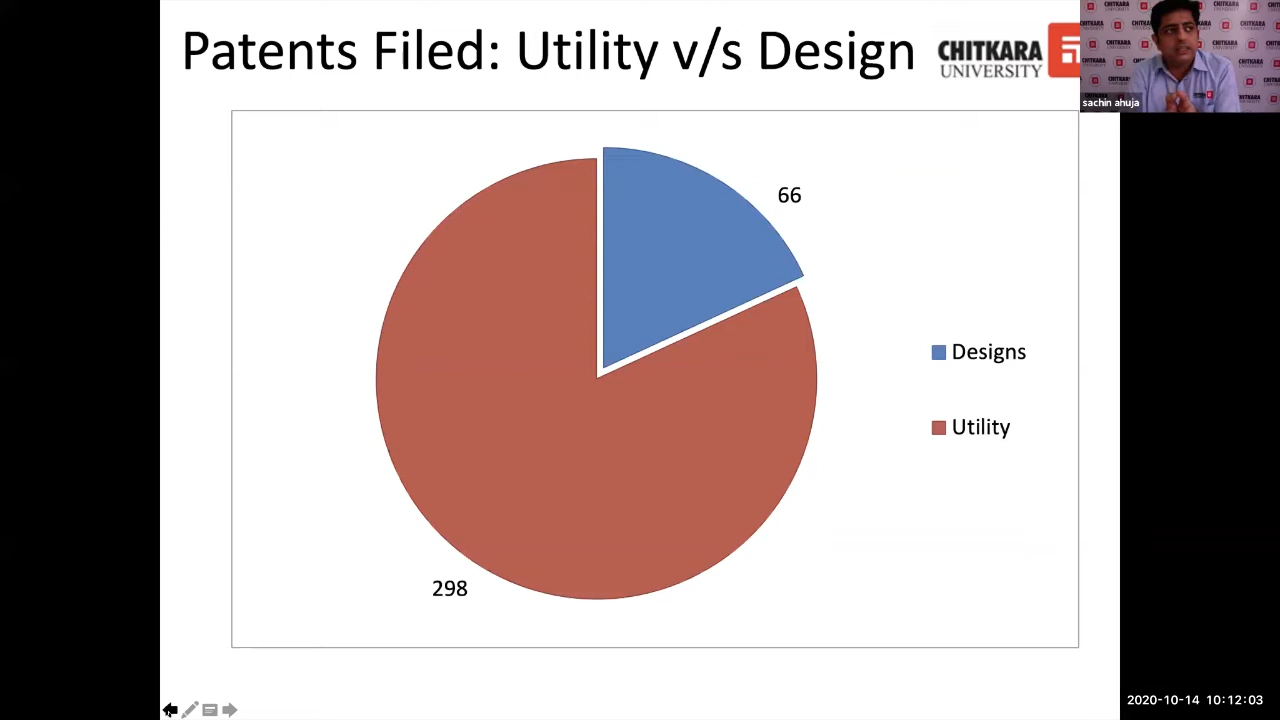 Patents Filed: Utility v/s Design
CHITKARA
UNIVERSITY
sachin ahuja
66
Designs
Utility
298
2020-10-14 10:12:03